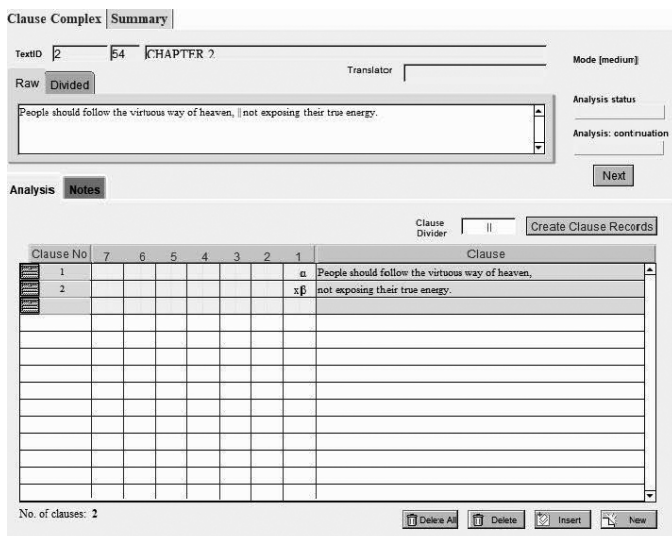 Clause Complex Summary
TextID 2 54 CHAPTER 2
Translator
Mode [medium]
Raw Divided
Analysis status
People should follow the virtuous way of heaven, || not exposing their true energy.
Analysis: continuation
Next
Analysis Notes
Clause Divider || Create Clause Records
Clause No 7 6 5 4 3 2 1 Clause
1 α People should follow the virtuous way of heaven,
2 xβ not exposing their true energy.
No. of clauses: 2
Delete All Delete Insert New